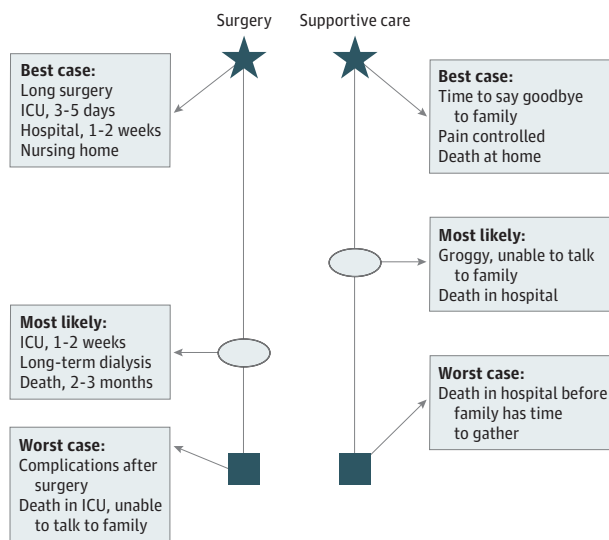 Surgery
Supportive care
Best case:
Long surgery
ICU, 3-5 days
Hospital, 1-2 weeks
Nursing home
Best case:
Time to say goodbye
to family
Pain controlled
Death at home
Most likely:
Groggy, unable to talk
to family
Death in hospital
Most likely:
ICU, 1-2 weeks
Long-term dialysis
Death, 2-3 months
Worst case:
Death in hospital before
family has time
to gather
Worst case:
Complications after
surgery
Death in ICU, unable
to talk to family